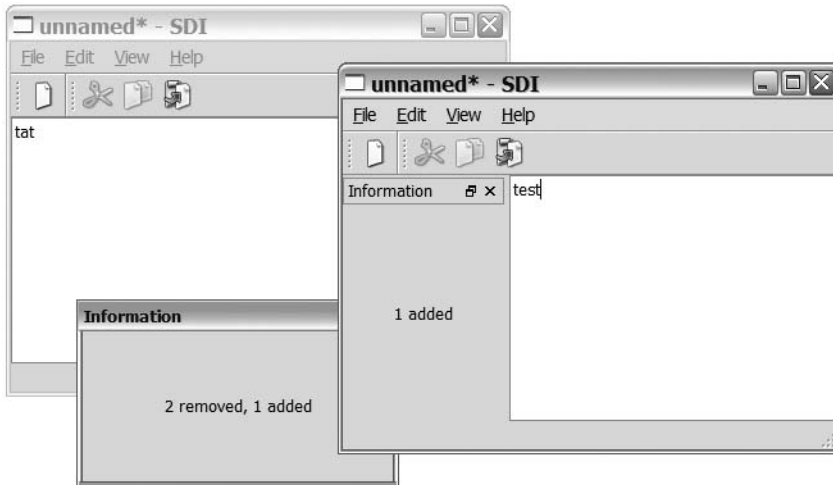 unnamed* - SDI
File Edit View Help
tat
Information
2 removed, 1 added
unnamed* - SDI
File Edit View Help
Information
test
1 added